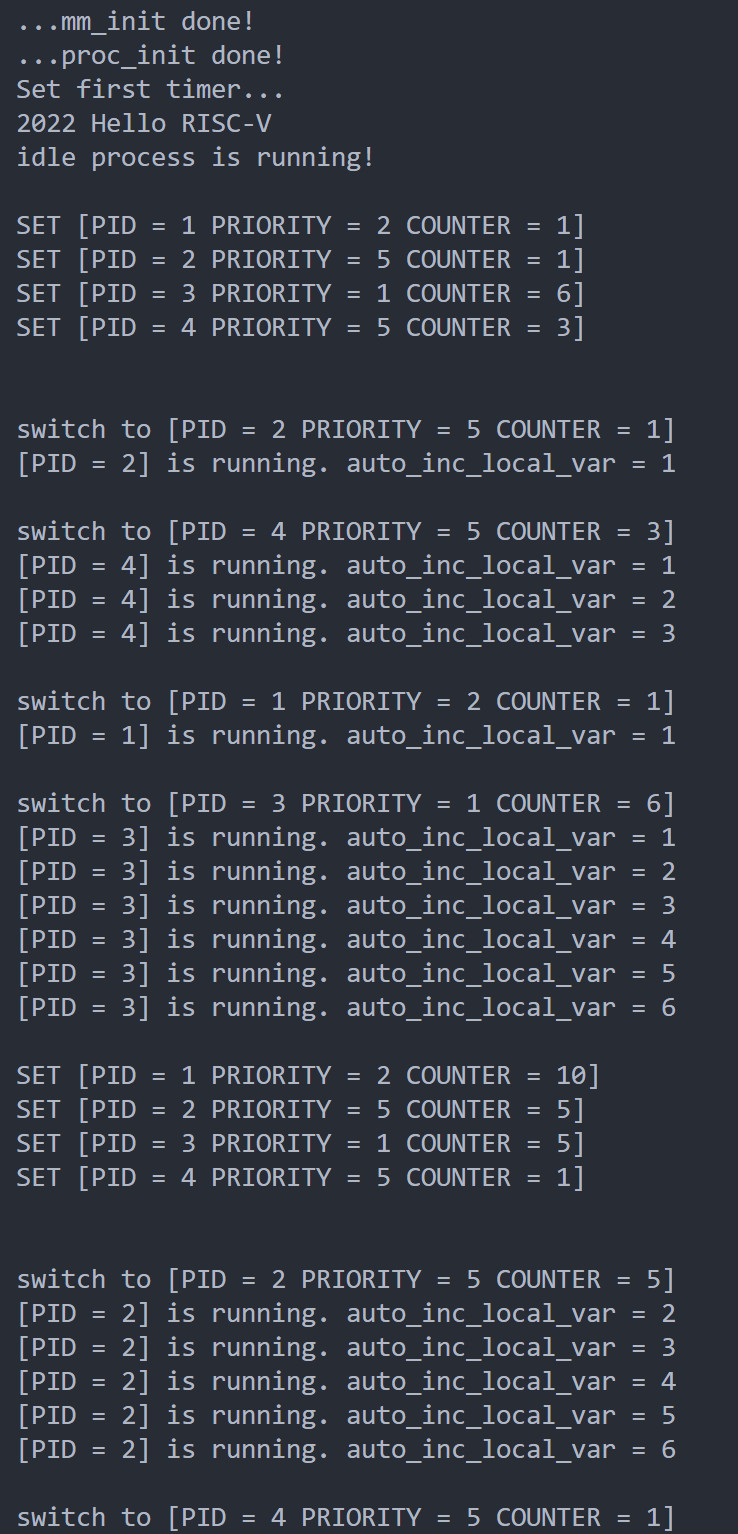 ...mm_init done!
...proc_init done!
Set first timer...
2022 Hello RISC-V
idle process is running!
SET [PID = 1 PRIORITY = 2 COUNTER = 1]
SET [PID = 2 PRIORITY = 5 COUNTER = 1]
SET [PID = 3 PRIORITY = 1 COUNTER = 6]
SET [PID = 4 PRIORITY = 5 COUNTER = 3]
switch to [PID = 2 PRIORITY = 5 COUNTER = 1]
[PID = 2] is running. auto_inc_local_var = 1
switch to [PID = 4 PRIORITY = 5 COUNTER = 3]
[PID = 4] is running. auto_inc_local_var = 1
[PID = 4] is running. auto_inc_local_var = 2
[PID = 4] is running. auto_inc_local_var = 3
switch to [PID = 1 PRIORITY = 2 COUNTER = 1]
[PID = 1] is running. auto_inc_local_var = 1
switch to [PID = 3 PRIORITY = 1 COUNTER = 6]
[PID = 3] is running. auto_inc_local_var = 1
[PID = 3] is running. auto_inc_local_var = 2
[PID = 3] is running. auto_inc_local_var = 3
[PID = 3] is running. auto_inc_local_var = 4
[PID = 3] is running. auto_inc_local_var = 5
[PID = 3] is running. auto_inc_local_var = 6
SET [PID = 1 PRIORITY = 2 COUNTER = 10]
SET [PID = 2 PRIORITY = 5 COUNTER = 5]
SET [PID = 3 PRIORITY = 1 COUNTER = 5]
SET [PID = 4 PRIORITY = 5 COUNTER = 1]
switch to [PID = 2 PRIORITY = 5 COUNTER = 5]
[PID = 2] is running. auto_inc_local_var = 2
[PID = 2] is running. auto_inc_local_var = 3
[PID = 2] is running. auto_inc_local_var = 4
[PID = 2] is running. auto_inc_local_var = 5
[PID = 2] is running. auto_inc_local_var = 6
switch to [PID = 4 PRIORITY = 5 COUNTER = 1]